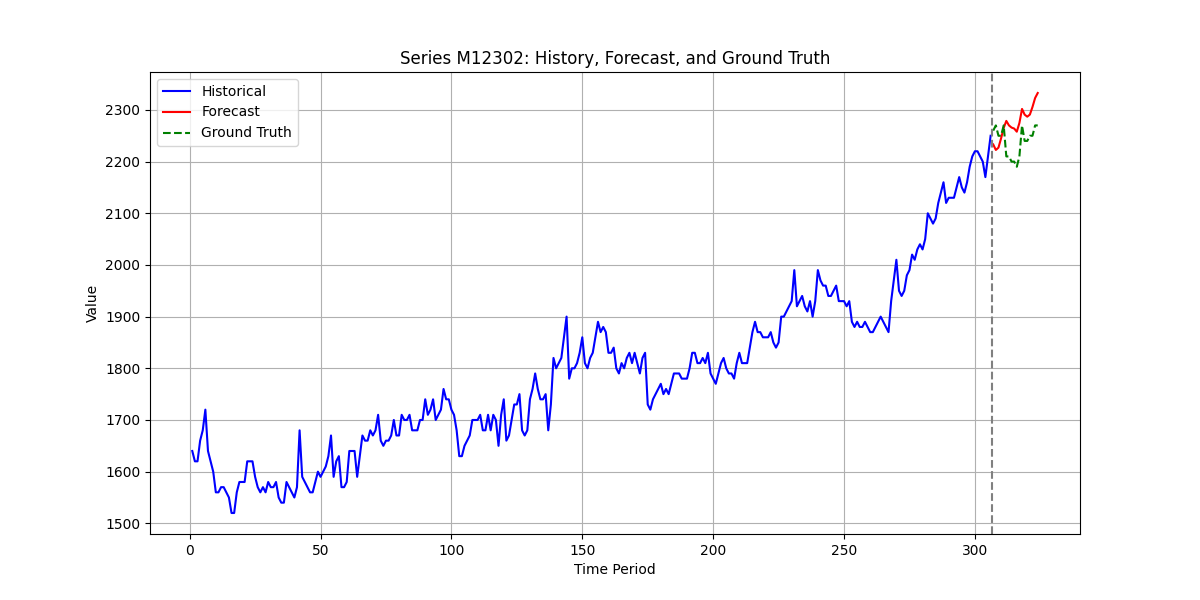 Series M12302: History, Forecast, and Ground Truth
Historical
Forecast
Ground Truth
2300
2200
2100
2000
1900
1800
1700
1600
1500
Value
0 50 100 150 200 250 300
Time Period